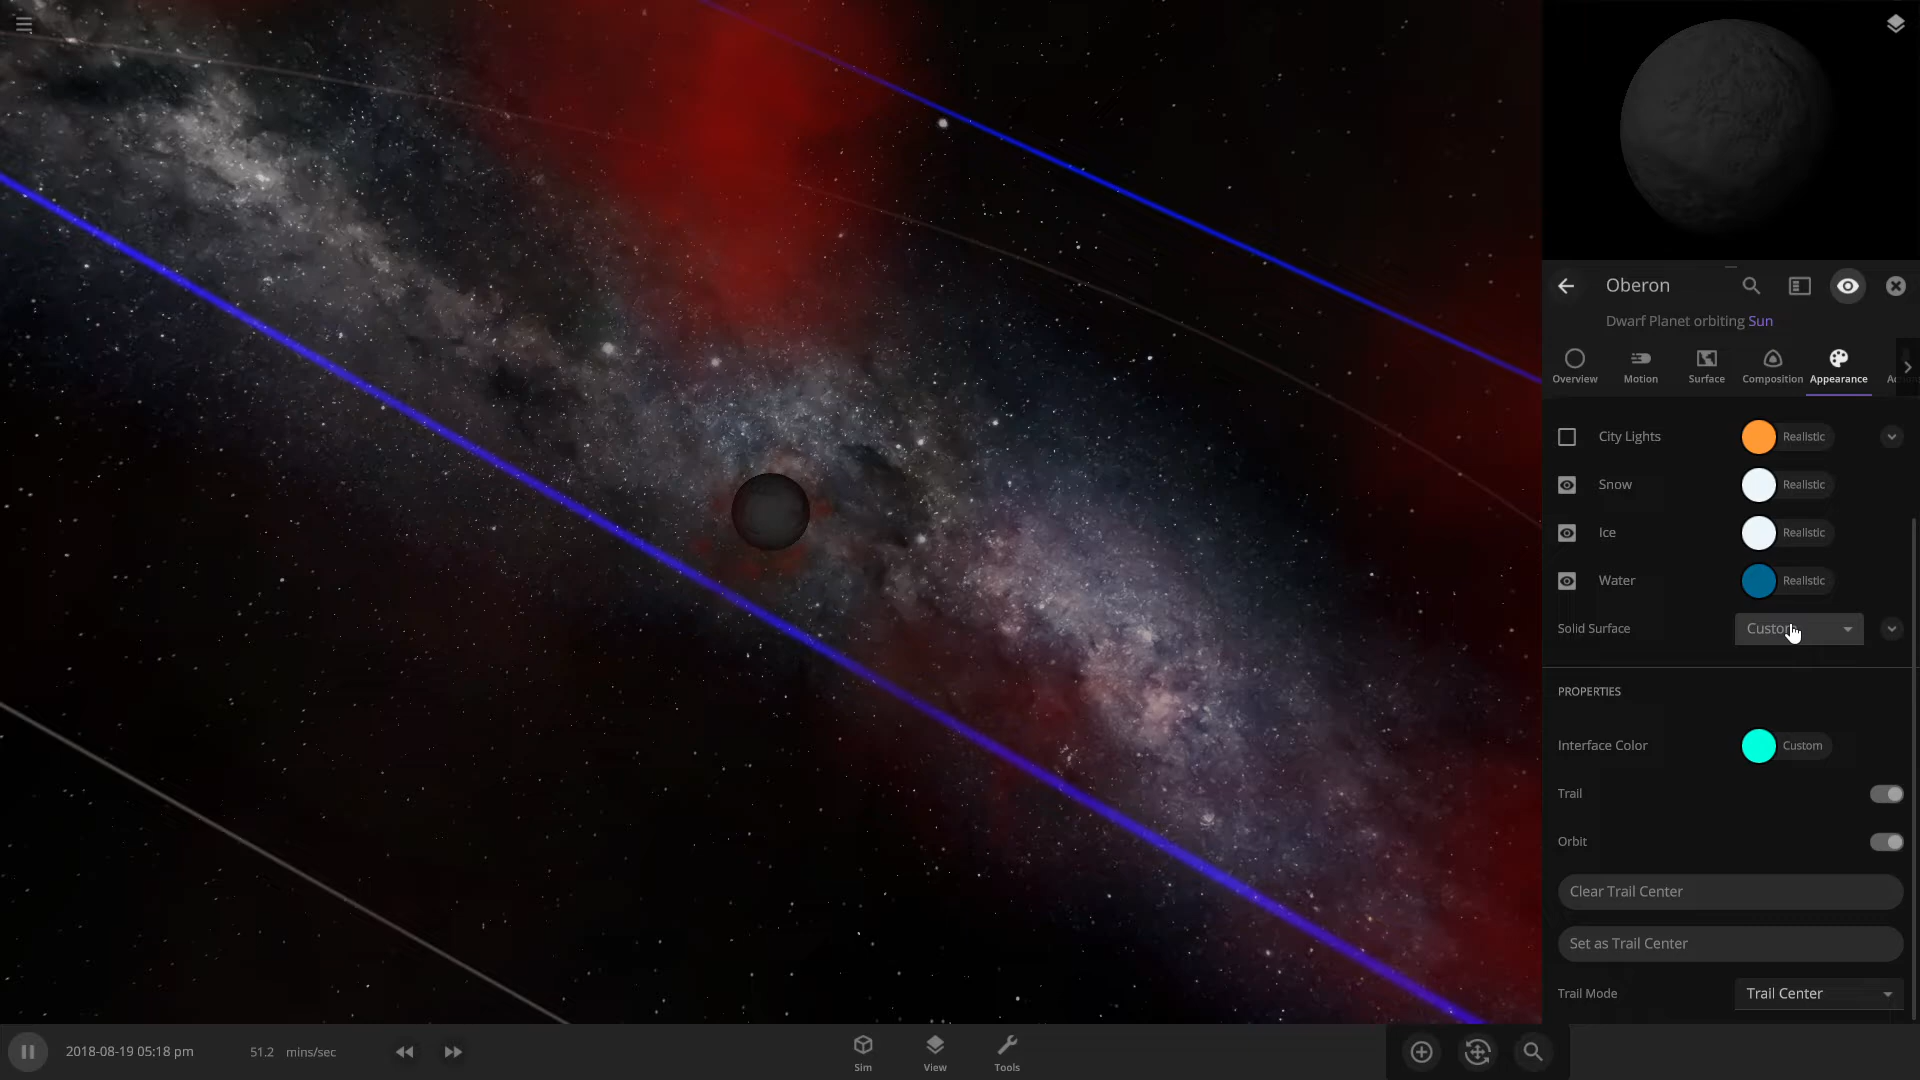 Oberon
Dwarf Planet orbiting Sun
Overview Motion Surface Composition Appearance
City Lights Realistic
Snow Realistic
Ice Realistic
Water Realistic
Solid Surface Custom
PROPERTIES
Interface Color Custom
Trail
Orbit
Clear Trail Center
Set as Trail Center
Trail Mode Trail Center
2018-08-19 05:18 pm 51.2 mins/sec
Sim View Tools